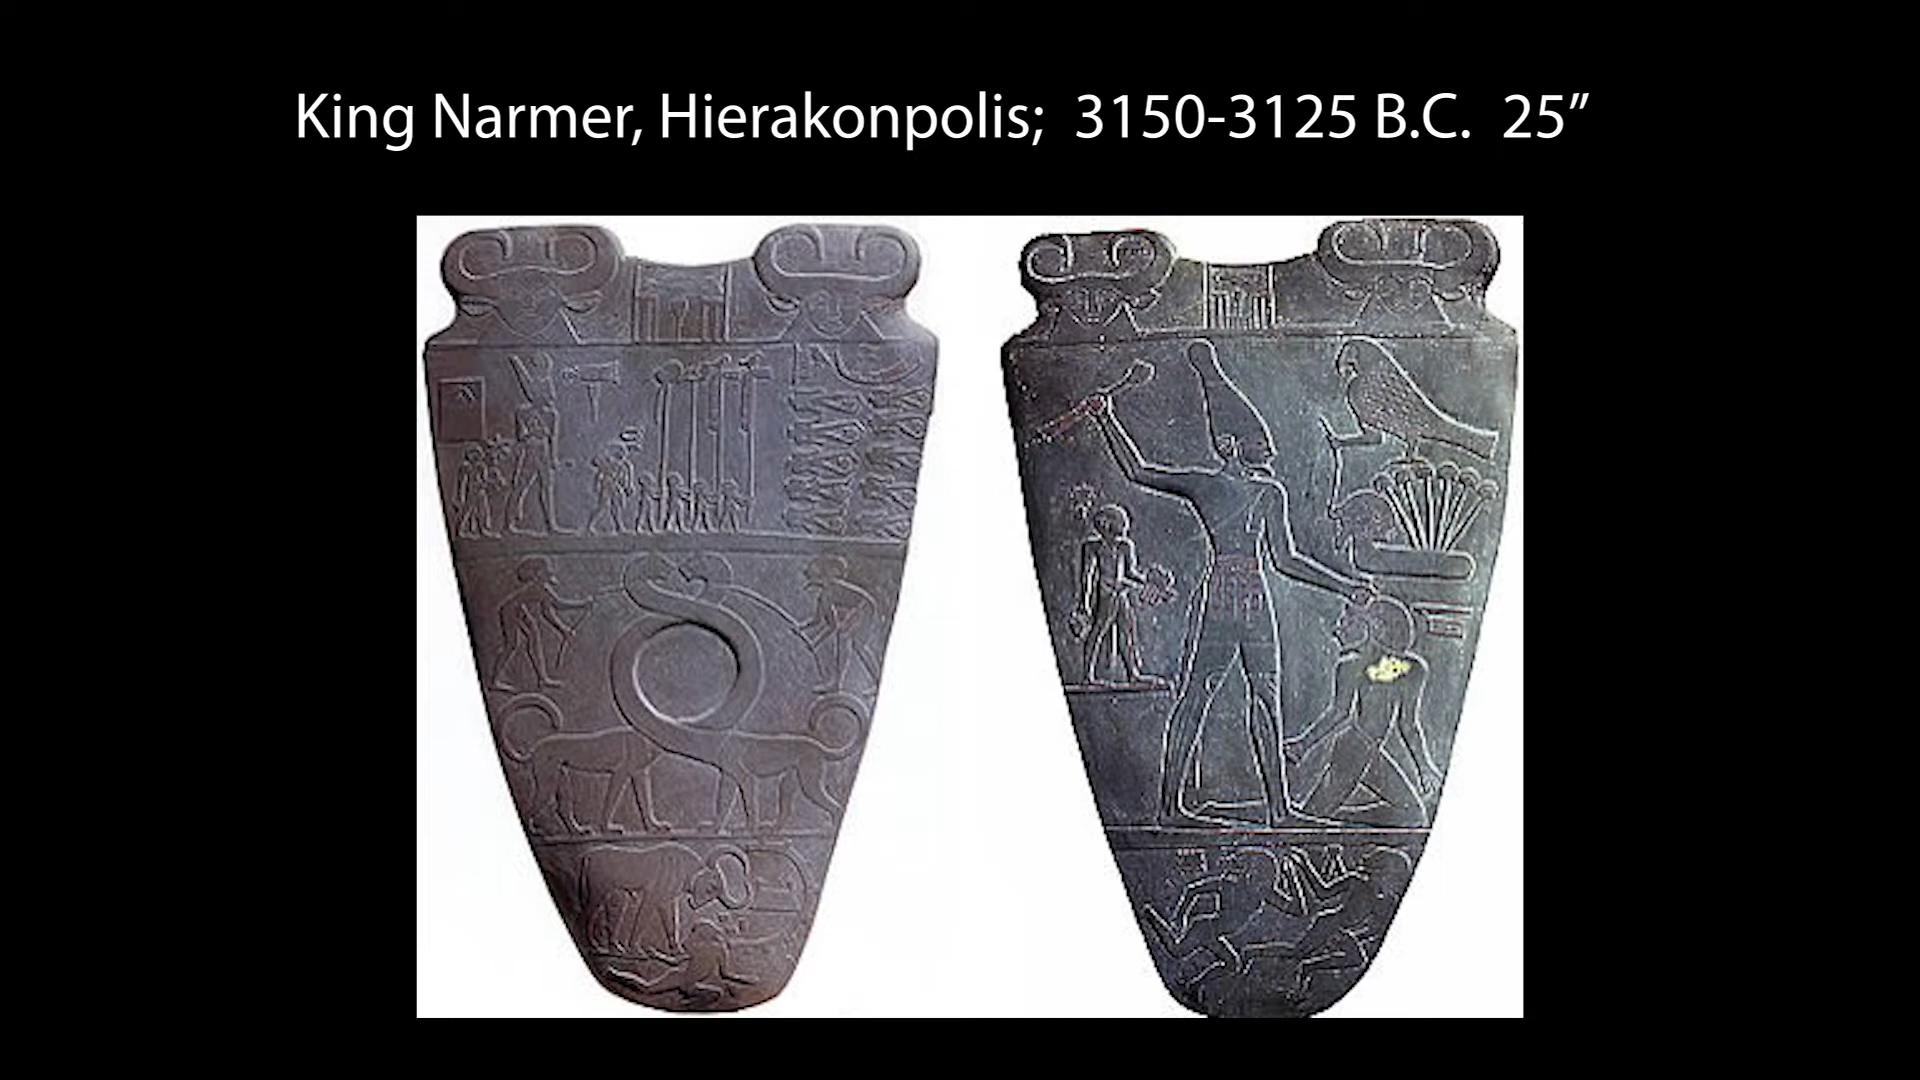 King Narmer, Hierakonpolis;  3150-3125 B.C.  25”